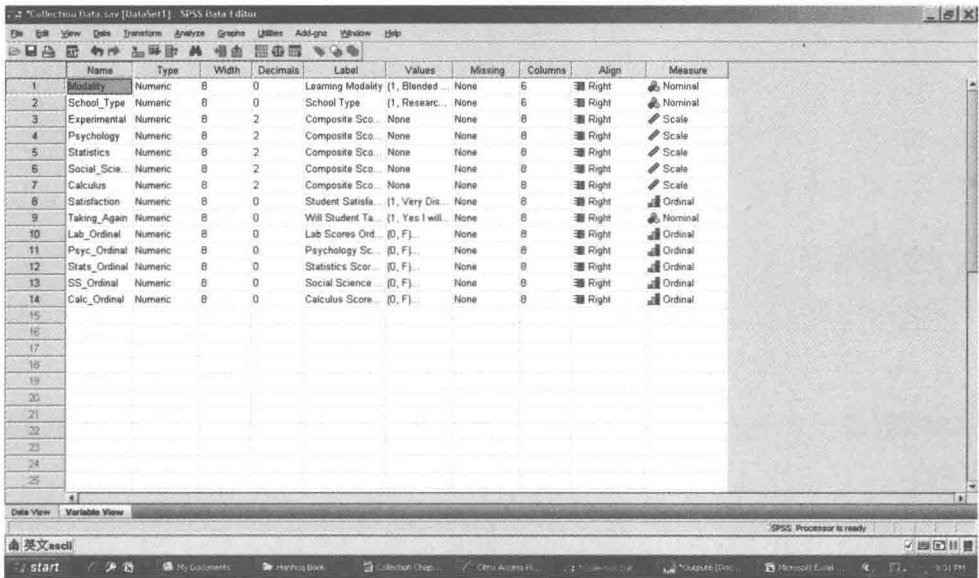 *Collection Data.sav [DataSet1] - SPSS Data Editor
File Edit View Data Transform Analyze Graphs Utilities Add-ons Window Help
Name Type Width Decimals Label Values Missing Columns Align Measure
1 Modality Numeric 8 0 Learning Modality {1, Blended ... None 6 Right Nominal
2 School_Type Numeric 8 0 School Type {1, Researc... None 6 Right Nominal
3 Experimental Numeric 8 2 Composite Sco... None None 8 Right Scale
4 Psychology Numeric 8 2 Composite Sco... None None 8 Right Scale
5 Statistics Numeric 8 2 Composite Sco... None None 8 Right Scale
6 Social_Scie... Numeric 8 2 Composite Sco... None None 8 Right Scale
7 Calculus Numeric 8 2 Composite Sco... None None 8 Right Scale
8 Satisfaction Numeric 8 0 Student Satisfa... {1, Very Dis... None 8 Right Ordinal
9 Taking_Again Numeric 8 0 Will Student Ta... {1, Yes I will... None 8 Right Nominal
10 Lab_Ordinal Numeric 8 0 Lab Scores Ord... {0, F}... None 8 Right Ordinal
11 Psyc_Ordinal Numeric 8 0 Psychology Sc... {0, F}... None 8 Right Ordinal
12 Stats_Ordinal Numeric 8 0 Statistics Scor... {0, F}... None 8 Right Ordinal
13 SS_Ordinal Numeric 8 0 Social Science ... {0, F}... None 8 Right Ordinal
14 Calc_Ordinal Numeric 8 0 Calculus Score... {0, F}... None 8 Right Ordinal
15
16
17
18
19
20
21
22
23
24
25
Data View Variable View
SPSS Processor is ready
英文ascii
start My Documents Hanhua Book Collection Chap... Citrix Access Pl... *Output6 [Doc... Microsoft Excel ... 9:31 PM